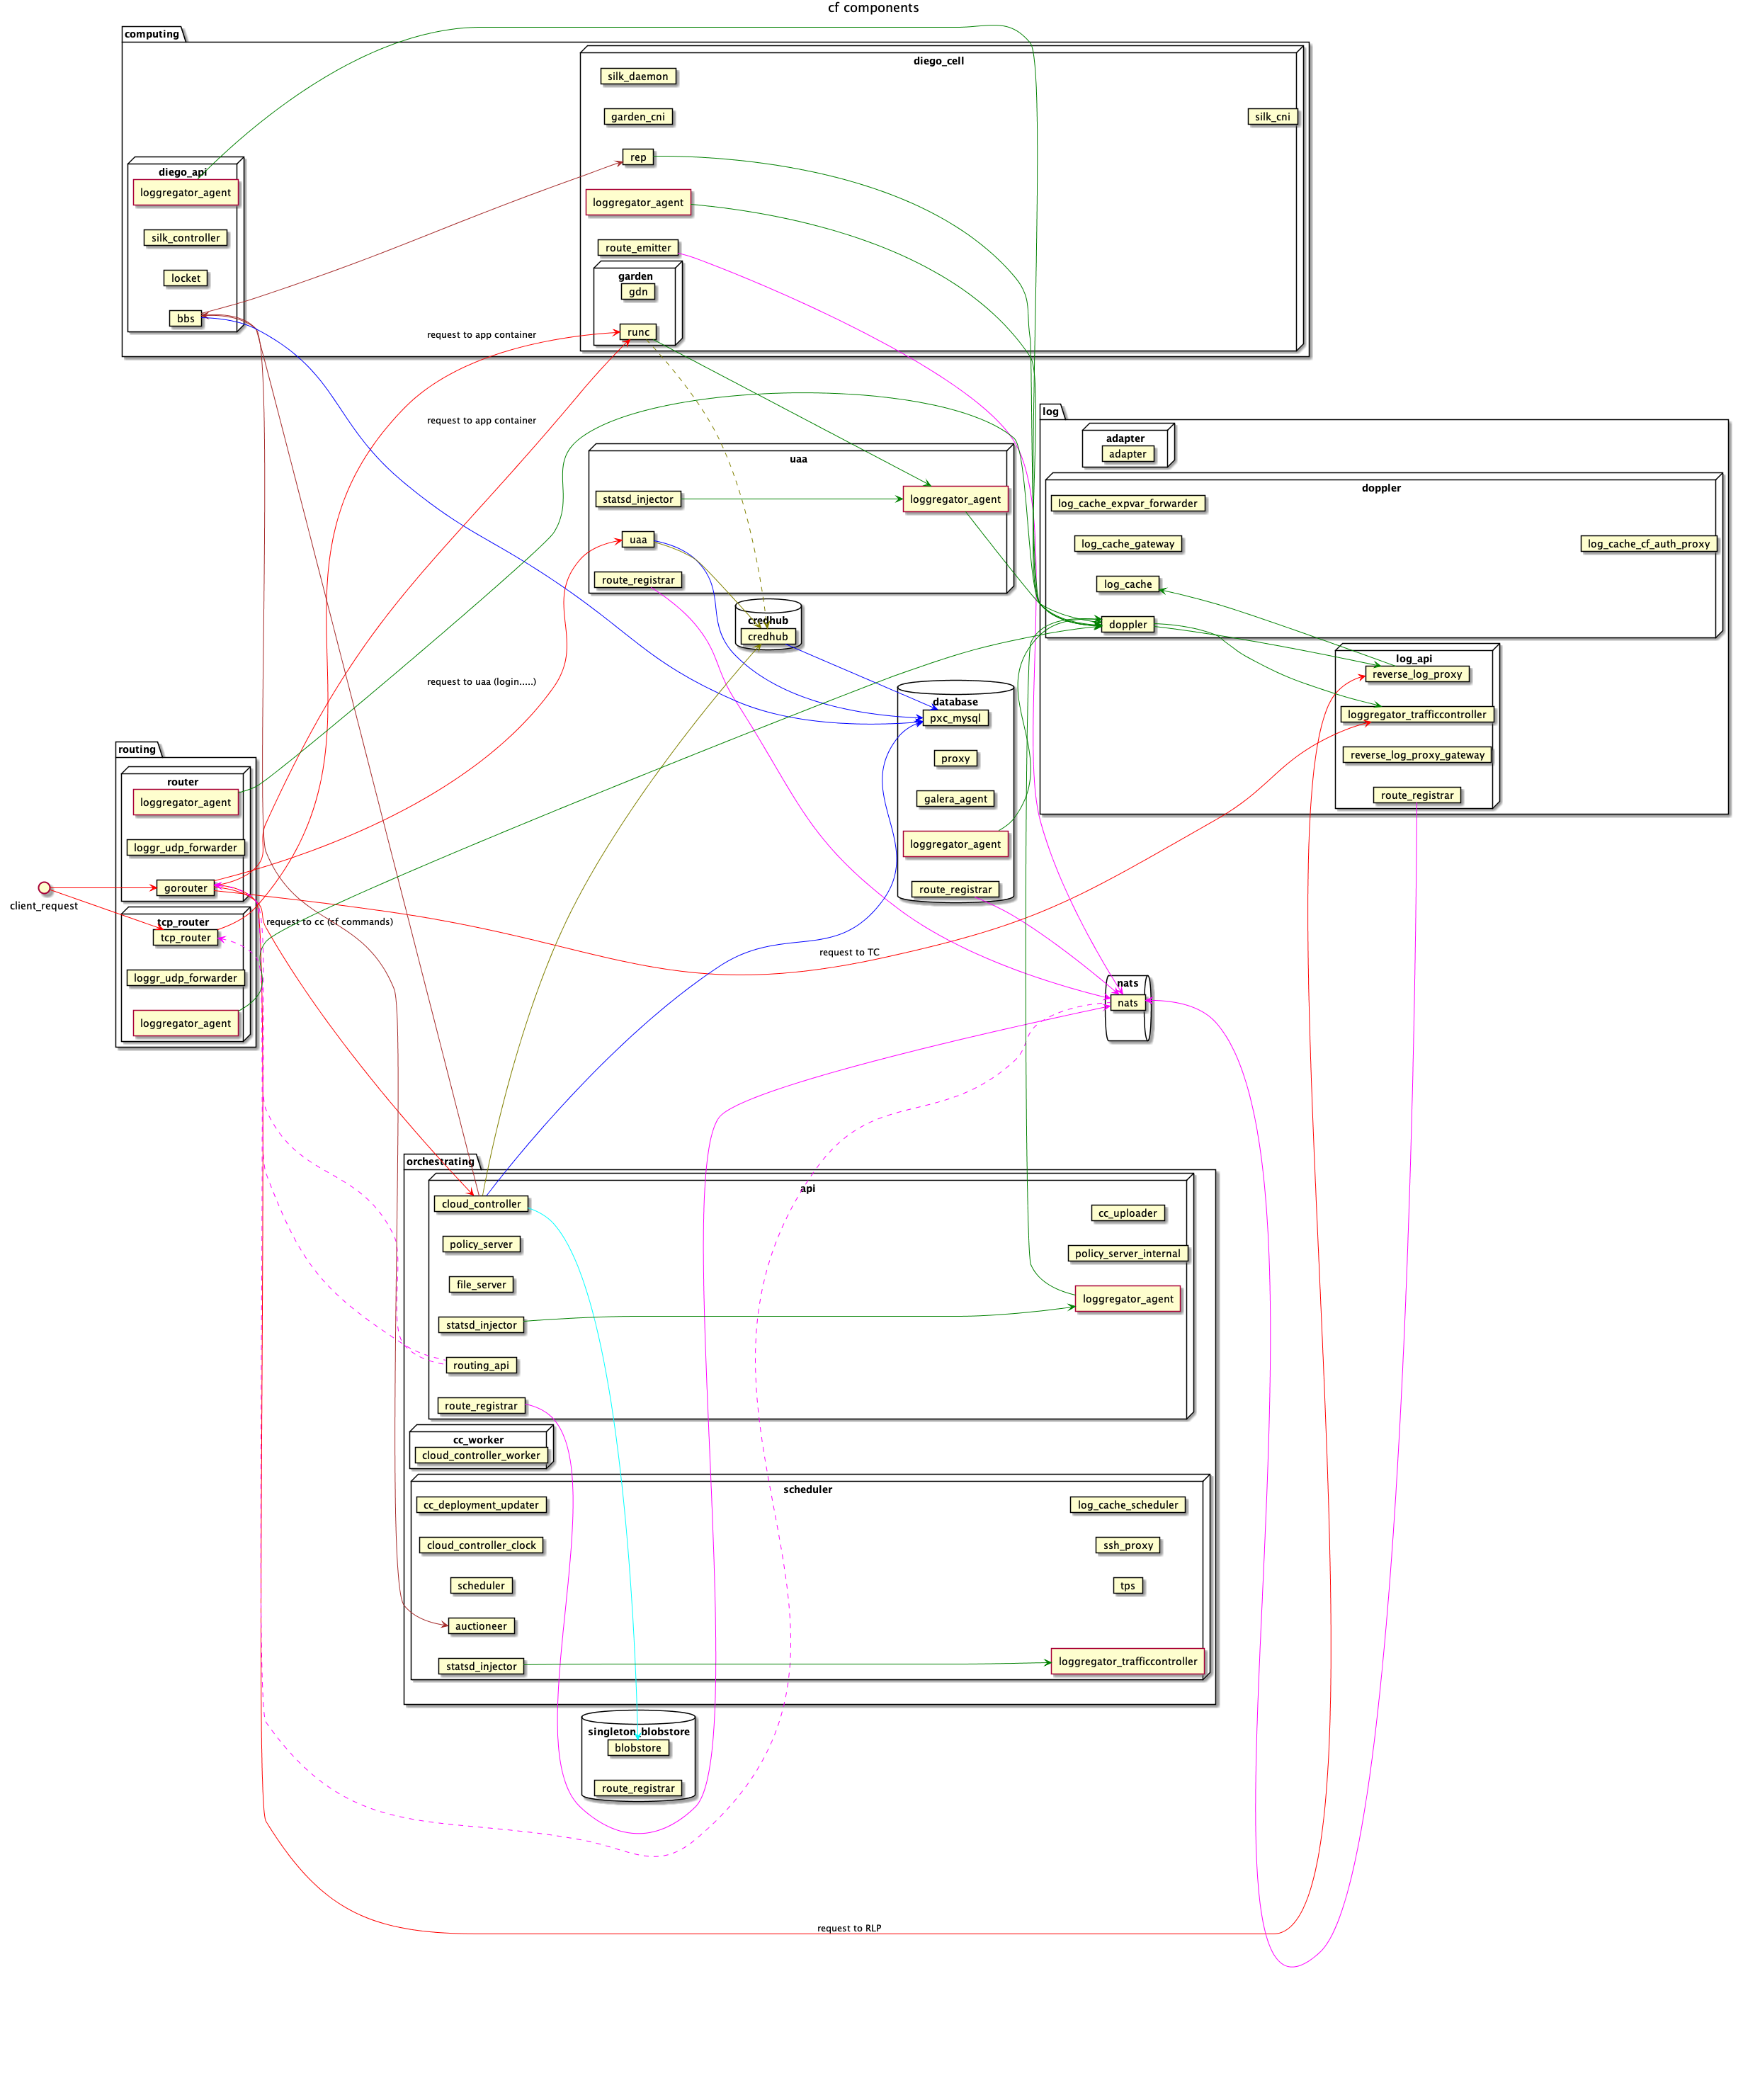 cf components
computing
diego_cell
silk_daemon
garden_cni
silk_cni
rep
loggregator_agent
route_emitter
garden
gdn
runc
diego_api
loggregator_agent
silk_controller
locket
bbs
request to app container
request to app container
log
adapter
adapter
doppler
log_cache_expvar_forwarder
log_cache_gateway
log_cache_cf_auth_proxy
log_cache
doppler
log_api
reverse_log_proxy
loggregator_trafficcontroller
reverse_log_proxy_gateway
route_registrar
uaa
statsd_injector
loggregator_agent
uaa
route_registrar
credhub
credhub
request to uaa (login.....)
database
pxc_mysql
proxy
galera_agent
loggregator_agent
route_registrar
routing
router
loggregator_agent
loggr_udp_forwarder
gorouter
client_request
tcp_router
tcp_router
loggr_udp_forwarder
loggregator_agent
request to cc (cf commands)
request to TC
nats
nats
orchestrating
api
cloud_controller
cc_uploader
policy_server
policy_server_internal
file_server
loggregator_agent
statsd_injector
routing_api
route_registrar
cc_worker
cloud_controller_worker
scheduler
cc_deployment_updater
log_cache_scheduler
cloud_controller_clock
ssh_proxy
scheduler
tps
auctioneer
statsd_injector
loggregator_trafficcontroller
singleton_blobstore
blobstore
route_registrar
request to RLP